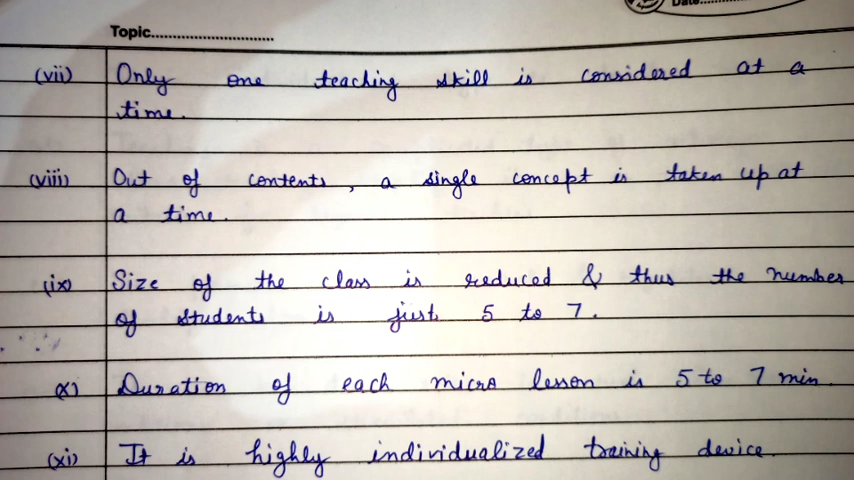 Date..........
Topic..............................
(vii) Only one teaching skill is considered at a
time.
(viii) Out of contents, a single concept is taken up at
a time.
(ix) Size of the class is reduced & thus the number
of students is just 5 to 7.
(x) Duration of each micro lesson is 5 to 7 min.
(xi) It is highly individualized training device.